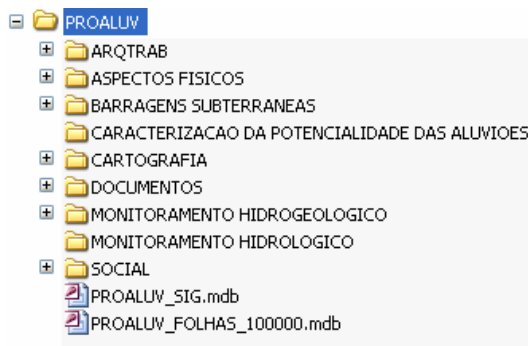 PROALUV
ARQTRAB
ASPECTOS FISICOS
BARRAGENS SUBTERRANEAS
CARACTERIZACAO DA POTENCIALIDADE DAS ALUVIOES
CARTOGRAFIA
DOCUMENTOS
MONITORAMENTO HIDROGEOLOGICO
MONITORAMENTO HIDROLOGICO
SOCIAL
PROALUV_SIG.mdb
PROALUV_FOLHAS_100000.mdb